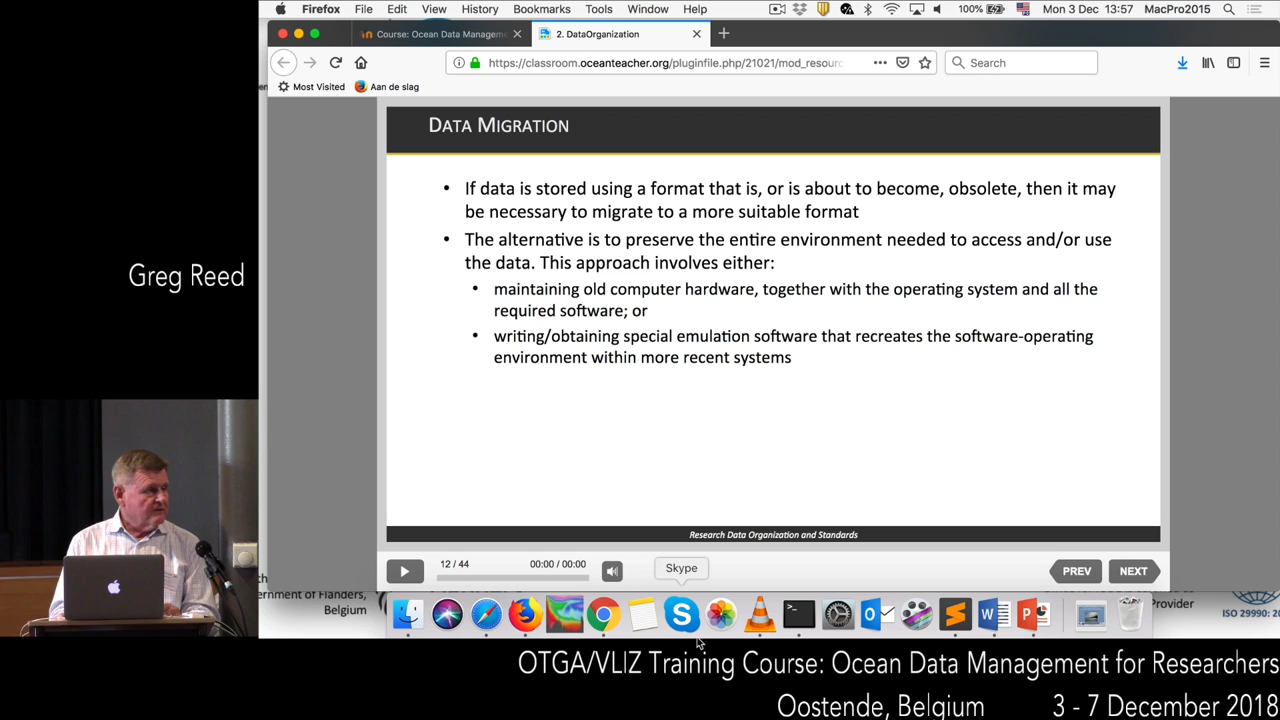 Firefox File Edit View History Bookmarks Tools Window Help 100% Mon 3 Dec 13:57 MacPro2015
Course: Ocean Data Manageme
2. DataOrganization
https://classroom.oceanteacher.org/pluginfile.php/21021/mod_resourc
Search
Most Visited Aan de slag
DATA MIGRATION
• If data is stored using a format that is, or is about to become, obsolete, then it may
be necessary to migrate to a more suitable format
• The alternative is to preserve the entire environment needed to access and/or use
the data. This approach involves either:
• maintaining old computer hardware, together with the operating system and all the
required software; or
• writing/obtaining special emulation software that recreates the software-operating
environment within more recent systems
Research Data Organization and Standards
12 / 44 00:00 / 00:00
Skype
PREV NEXT
Greg Reed
vernment of Flanders,
Belgium
Provider
ISO 29990:
OTGA/VLIZ Training Course: Ocean Data Management for Researchers
Oostende, Belgium 3 - 7 December 2018